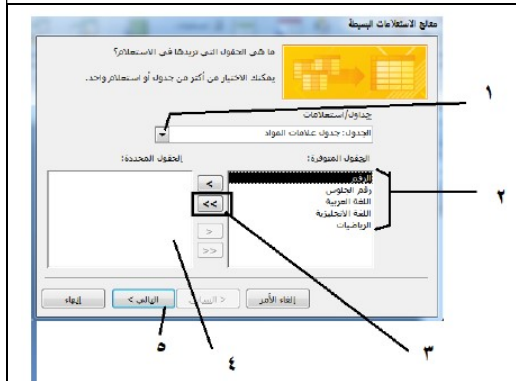 معالج الاستعلامات البسيطة
ما هي الحقول التي تريدها في الاستعلام؟
يمكنك الاختيار من أكثر من جدول أو استعلام واحد.
جداول/استعلامات
الجدول: جدول علامات المواد
الحقول المتوفرة:
الحقول المحددة:
الرقم
رقم الجلوس
اللغة العربية
اللغة الانجليزية
الرياضيات
>
>>
<
<<
إلغاء الأمر
< السابق
التالي >
إنهاء
١
٢
٣
٤
٥